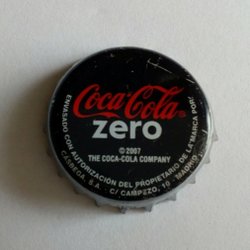 Coca-Cola
zero
© 2007
THE COCA-COLA COMPANY
ENVASADO CON AUTORIZACIÓN DEL PROPIETARIO DE LA MARCA POR:
CASBEGA, S.A. C/ CAMPEZO, 10 - MADRID